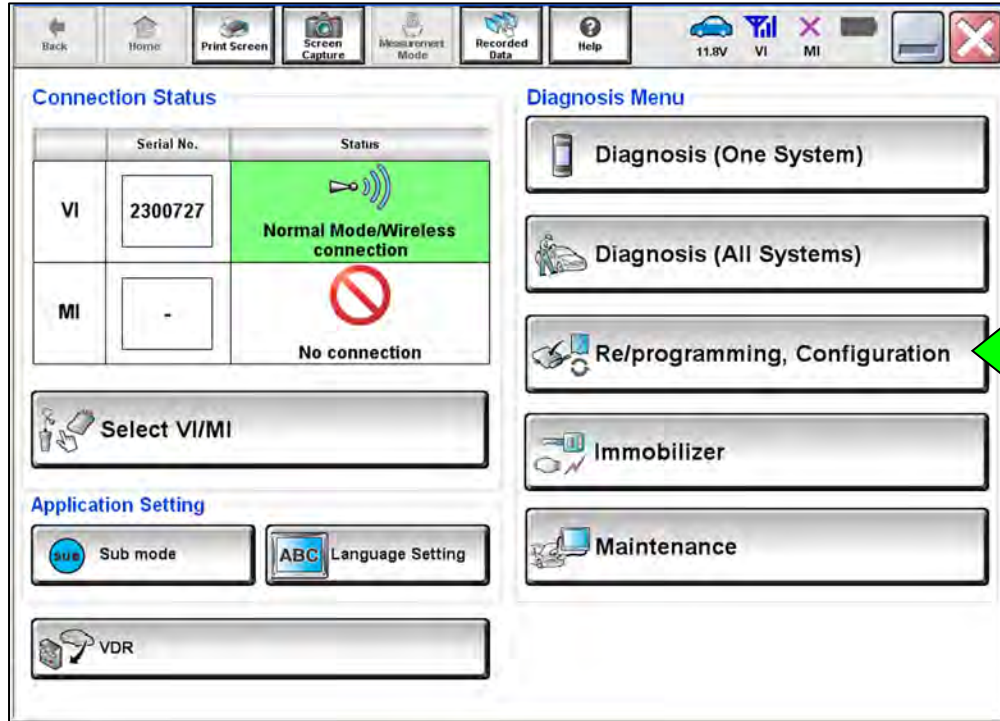 Back
Home
Print Screen
Screen
Capture
Measurement
Mode
Recorded
Data
Help
11.8V
VI
MI
Connection Status
Serial No.
Status
VI
2300727
Normal Mode/Wireless
connection
MI
-
No connection
Select VI/MI
Application Setting
SUB
Sub mode
ABC
Language Setting
VDR
Diagnosis Menu
Diagnosis (One System)
Diagnosis (All Systems)
Re/programming, Configuration
Immobilizer
Maintenance